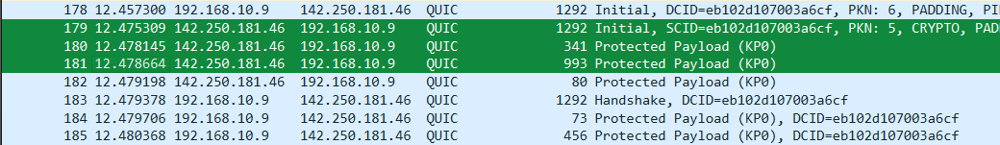 178 12.457300 192.168.10.9 142.250.181.46 QUIC 1292 Initial, DCID=eb102d107003a6cf, PKN: 6, PADDING, PI
179 12.475309 142.250.181.46 192.168.10.9 QUIC 1292 Initial, SCID=eb102d107003a6cf, PKN: 5, CRYPTO, PAD
180 12.478145 142.250.181.46 192.168.10.9 QUIC 341 Protected Payload (KP0)
181 12.478664 142.250.181.46 192.168.10.9 QUIC 993 Protected Payload (KP0)
182 12.479198 142.250.181.46 192.168.10.9 QUIC 80 Protected Payload (KP0)
183 12.479378 192.168.10.9 142.250.181.46 QUIC 1292 Handshake, DCID=eb102d107003a6cf
184 12.479706 192.168.10.9 142.250.181.46 QUIC 73 Protected Payload (KP0), DCID=eb102d107003a6cf
185 12.480368 192.168.10.9 142.250.181.46 QUIC 456 Protected Payload (KP0), DCID=eb102d107003a6cf